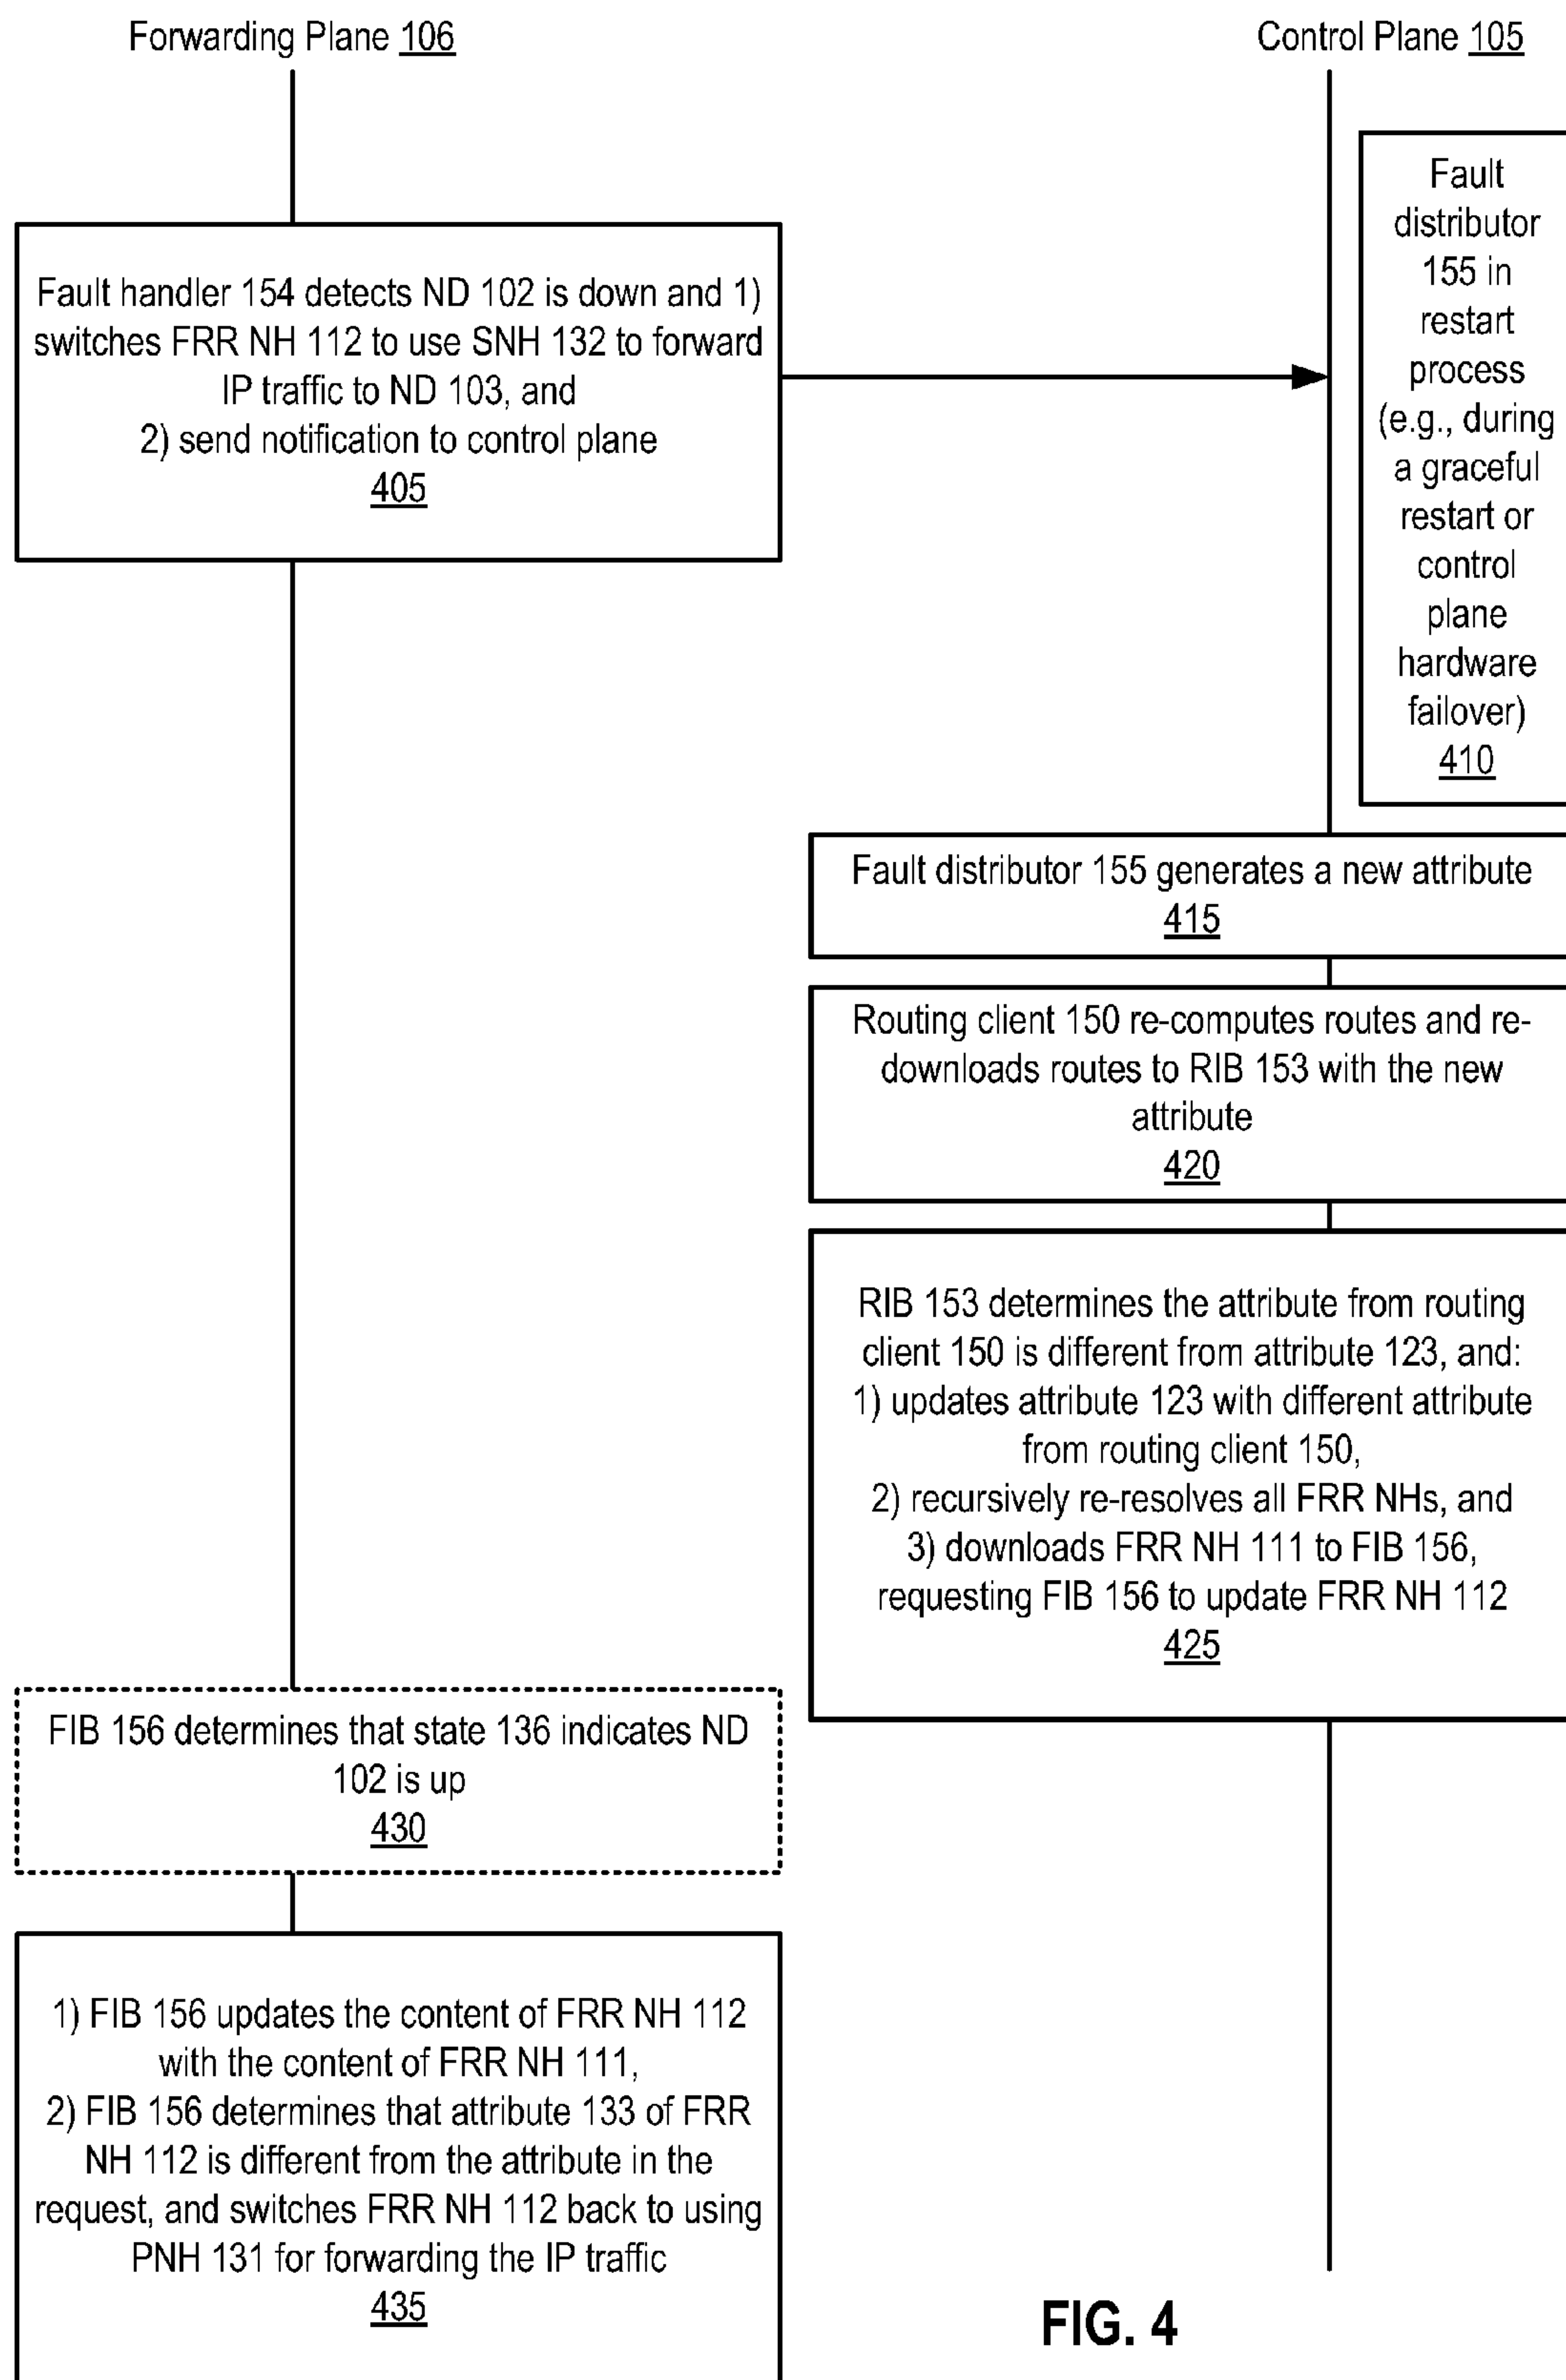 Forwarding Plane 106
Control Plane 105
Fault
distributor
155 in
restart
process
(e.g., during
a graceful
restart or
control
plane
hardware
failover)
410
Fault handler 154 detects ND 102 is down and 1)
switches FRR NH 112 to use SNH 132 to forward
IP traffic to ND 103, and
2) send notification to control plane
405
Fault distributor 155 generates a new attribute
415
Routing client 150 re-computes routes and re-
downloads routes to RIB 153 with the new
attribute
420
RIB 153 determines the attribute from routing
client 150 is different from attribute 123, and:
1) updates attribute 123 with different attribute
from routing client 150,
2) recursively re-resolves all FRR NHs, and
3) downloads FRR NH 111 to FIB 156,
requesting FIB 156 to update FRR NH 112
425
FIB 156 determines that state 136 indicates ND
102 is up
430
1) FIB 156 updates the content of FRR NH 112
with the content of FRR NH 111,
2) FIB 156 determines that attribute 133 of FRR
NH 112 is different from the attribute in the
request, and switches FRR NH 112 back to using
PNH 131 for forwarding the IP traffic
435
FIG. 4